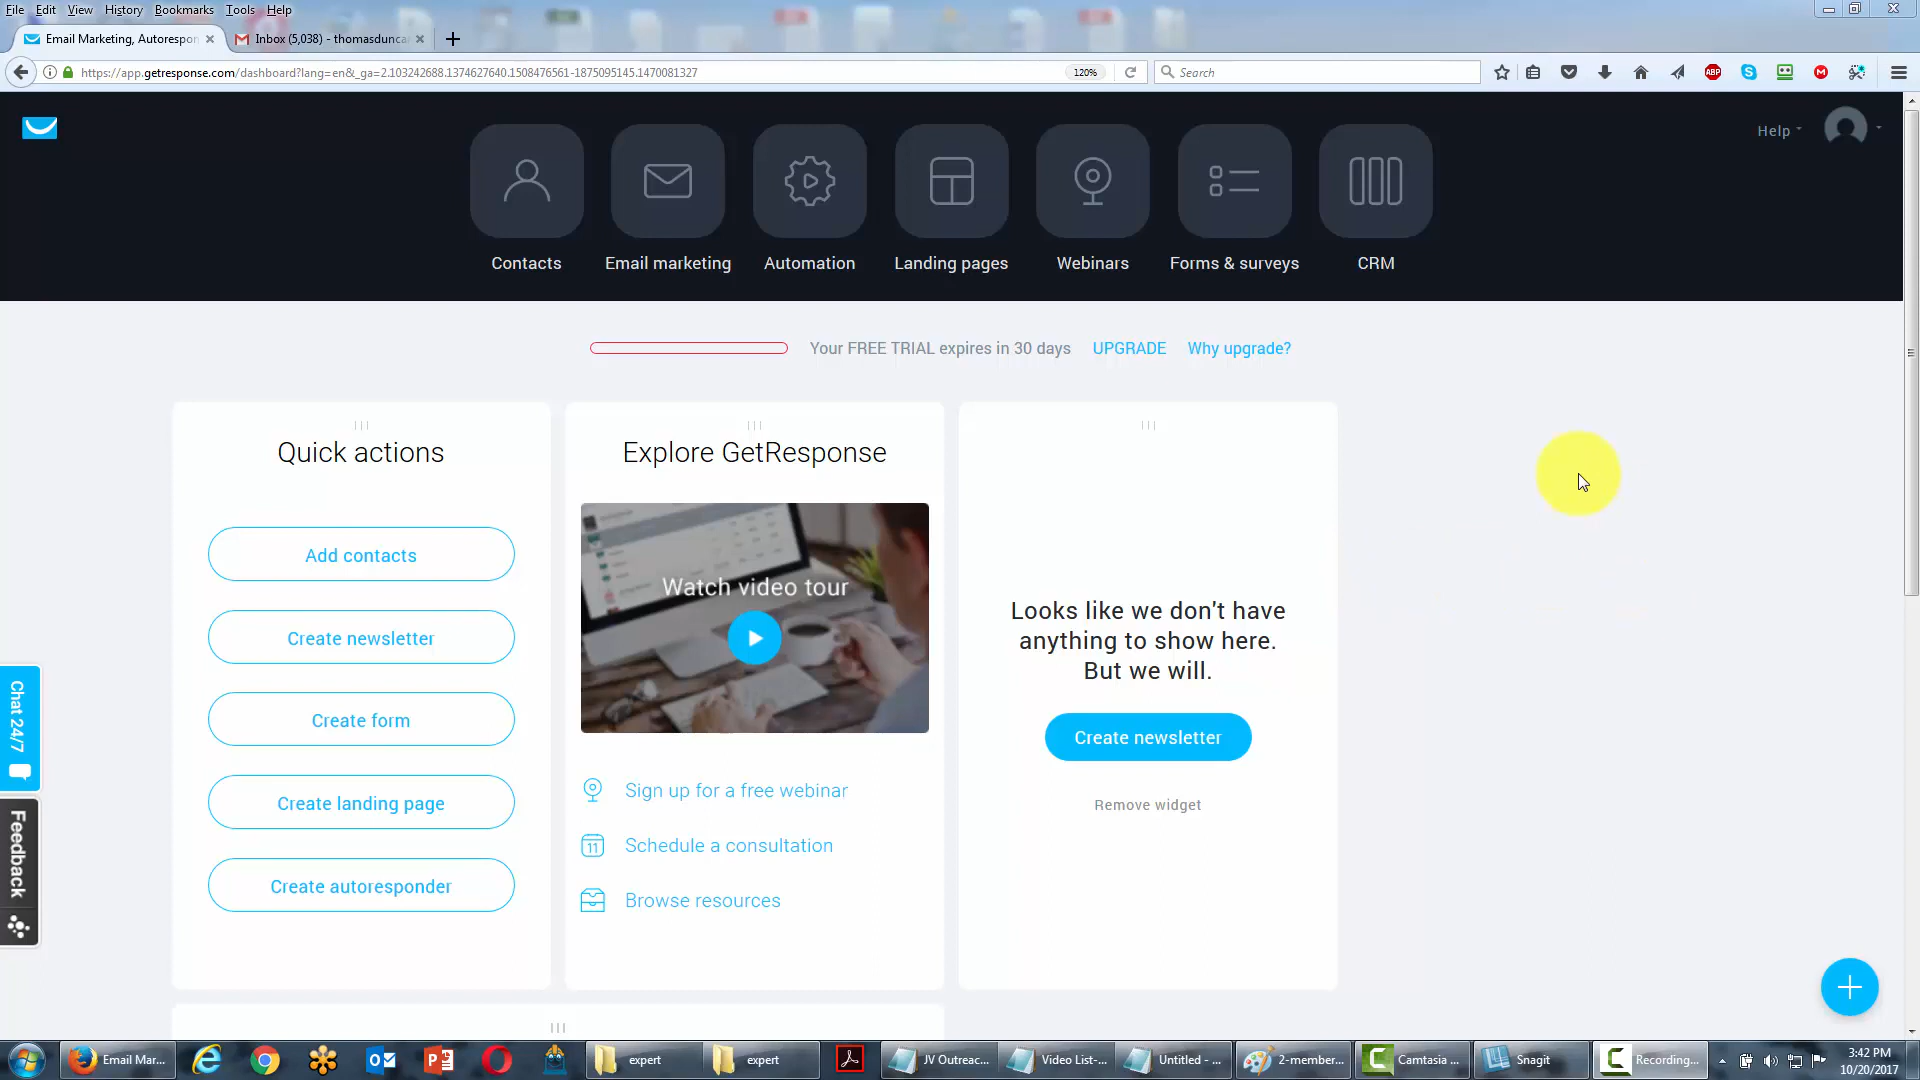 File Edit View History Bookmarks Tools Help
Email Marketing, Autorespon
Inbox (5,038) - thomasdunca
https://app.getresponse.com/dashboard?lang=en&_ga=2.103242688.1374627640.1508476561-1875095145.1470081327
120%
Search
ABP
M
Help
Contacts
Email marketing
Automation
Landing pages
Webinars
Forms & surveys
CRM
Your FREE TRIAL expires in 30 days UPGRADE Why upgrade?
Quick actions
Add contacts
Create newsletter
Create form
Create landing page
Create autoresponder
Explore GetResponse
Watch video tour
Sign up for a free webinar
11
Schedule a consultation
Browse resources
Looks like we don't have
anything to show here.
But we will.
Create newsletter
Remove widget
Chat 24/7
Feedback
Email Mar...
expert
expert
JV Outreac...
Video List-...
Untitled - ...
2-member...
Camtasia ...
Snagit
Recording...
3:42 PM
10/20/2017